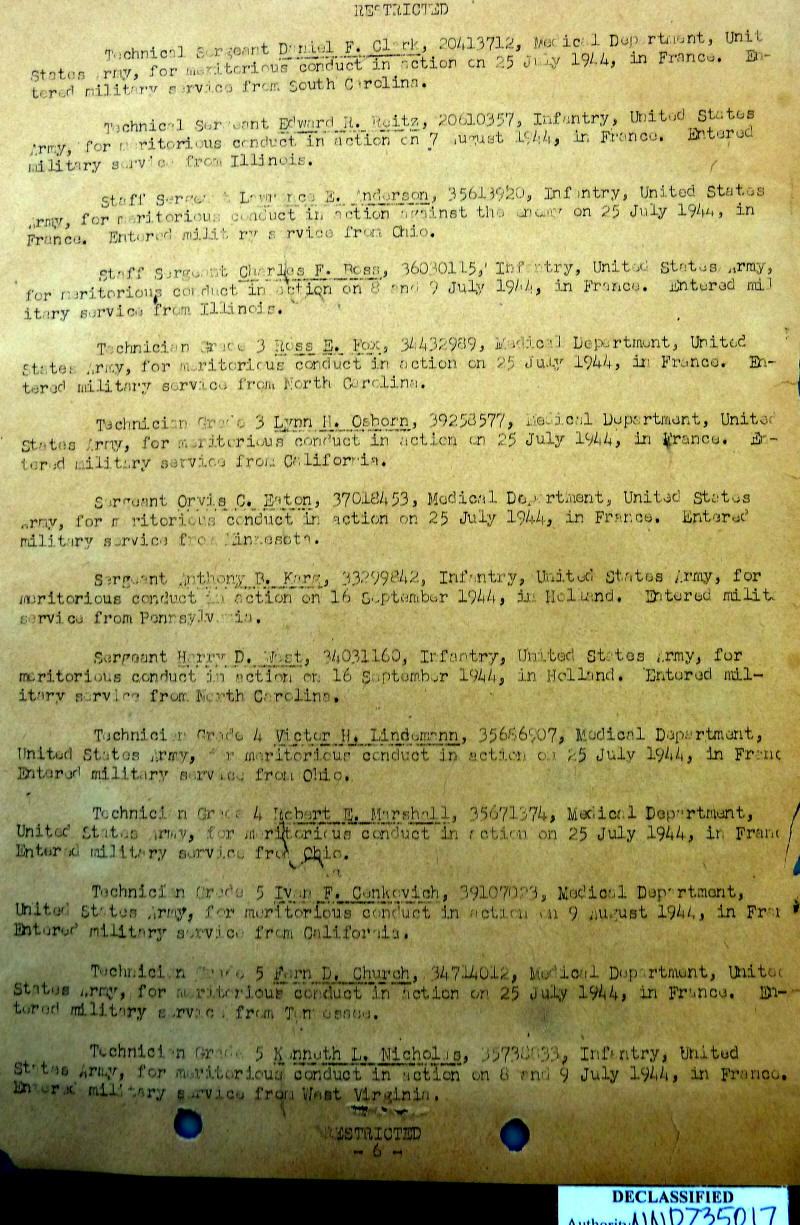 RESTRICTED
Technical Sergeant Daniel F. Clark, 20413712, Medical Department, Unit
States Army, for meritorious conduct in action on 25 July 1944, in France. En-
tered military service from South Carolina.
Technical Sergeant Edward R. Reitz, 20610357, Infantry, United States
Army, for meritorious conduct in action on 7 August 1944, in France. Entered
military service from Illinois.
Staff Sergeant Lawrence E. Anderson, 35613920, Infantry, United States
Army, for meritorious conduct in action against the enemy on 25 July 1944, in
France. Entered military service from Ohio.
Staff Sergeant Charles F. Ross, 36030115, Infantry, United States Army,
for meritorious conduct in action on 8 and 9 July 1944, in France. Entered mil
itary service from Illinois.
Technician Grade 3 Ross E. Fox, 34432989, Medical Department, United
States Army, for meritorious conduct in action on 25 July 1944, in France. En-
tered military service from North Carolina.
Technician Grade 3 Lynn H. Osborn, 39258577, Medical Department, United
States Army, for meritorious conduct in action on 25 July 1944, in France. En-
tered military service from California.
Sergeant Orvis C. Eaton, 37018453, Medical Department, United States
Army, for meritorious conduct in action on 25 July 1944, in France. Entered
military service from Minnesota.
Sergeant Anthony B. Karg, 33299842, Infantry, United States Army, for
meritorious conduct in action on 16 September 1944, in Holland. Entered milit
service from Pennsylvania.
Sergeant Harry D. West, 34031160, Infantry, United States Army, for
meritorious conduct in action on 16 September 1944, in Holland. Entered mil-
itary service from North Carolina.
Technician Grade 4 Victor H. Lindemann, 35686907, Medical Department,
United States Army, for meritorious conduct in action on 25 July 1944, in Franc
Entered military service from Ohio.
Technician Grade 4 Robert E. Marshall, 35671374, Medical Department,
United States Army, for meritorious conduct in action on 25 July 1944, in Franc
Entered military service from Ohio.
Technician Grade 5 Ivan F. Conkovich, Medical Department,
United States Army, for meritorious conduct in action on 9 August 1944, in Fra
Entered military service from California.
Technician Grade 5 Fern D. Church, 34714012, Medical Department, United
States Army, for meritorious conduct in action on 25 July 1944, in France. En-
tered military service from Tennessee.
Technician Grade 5 Kenneth L. Nicholas, Infantry, United
States Army, for meritorious conduct in action on 8 and 9 July 1944, in France.
Entered military service from West Virginia.
RESTRICTED
- 6 -
DECLASSIFIED
Authority NND735017